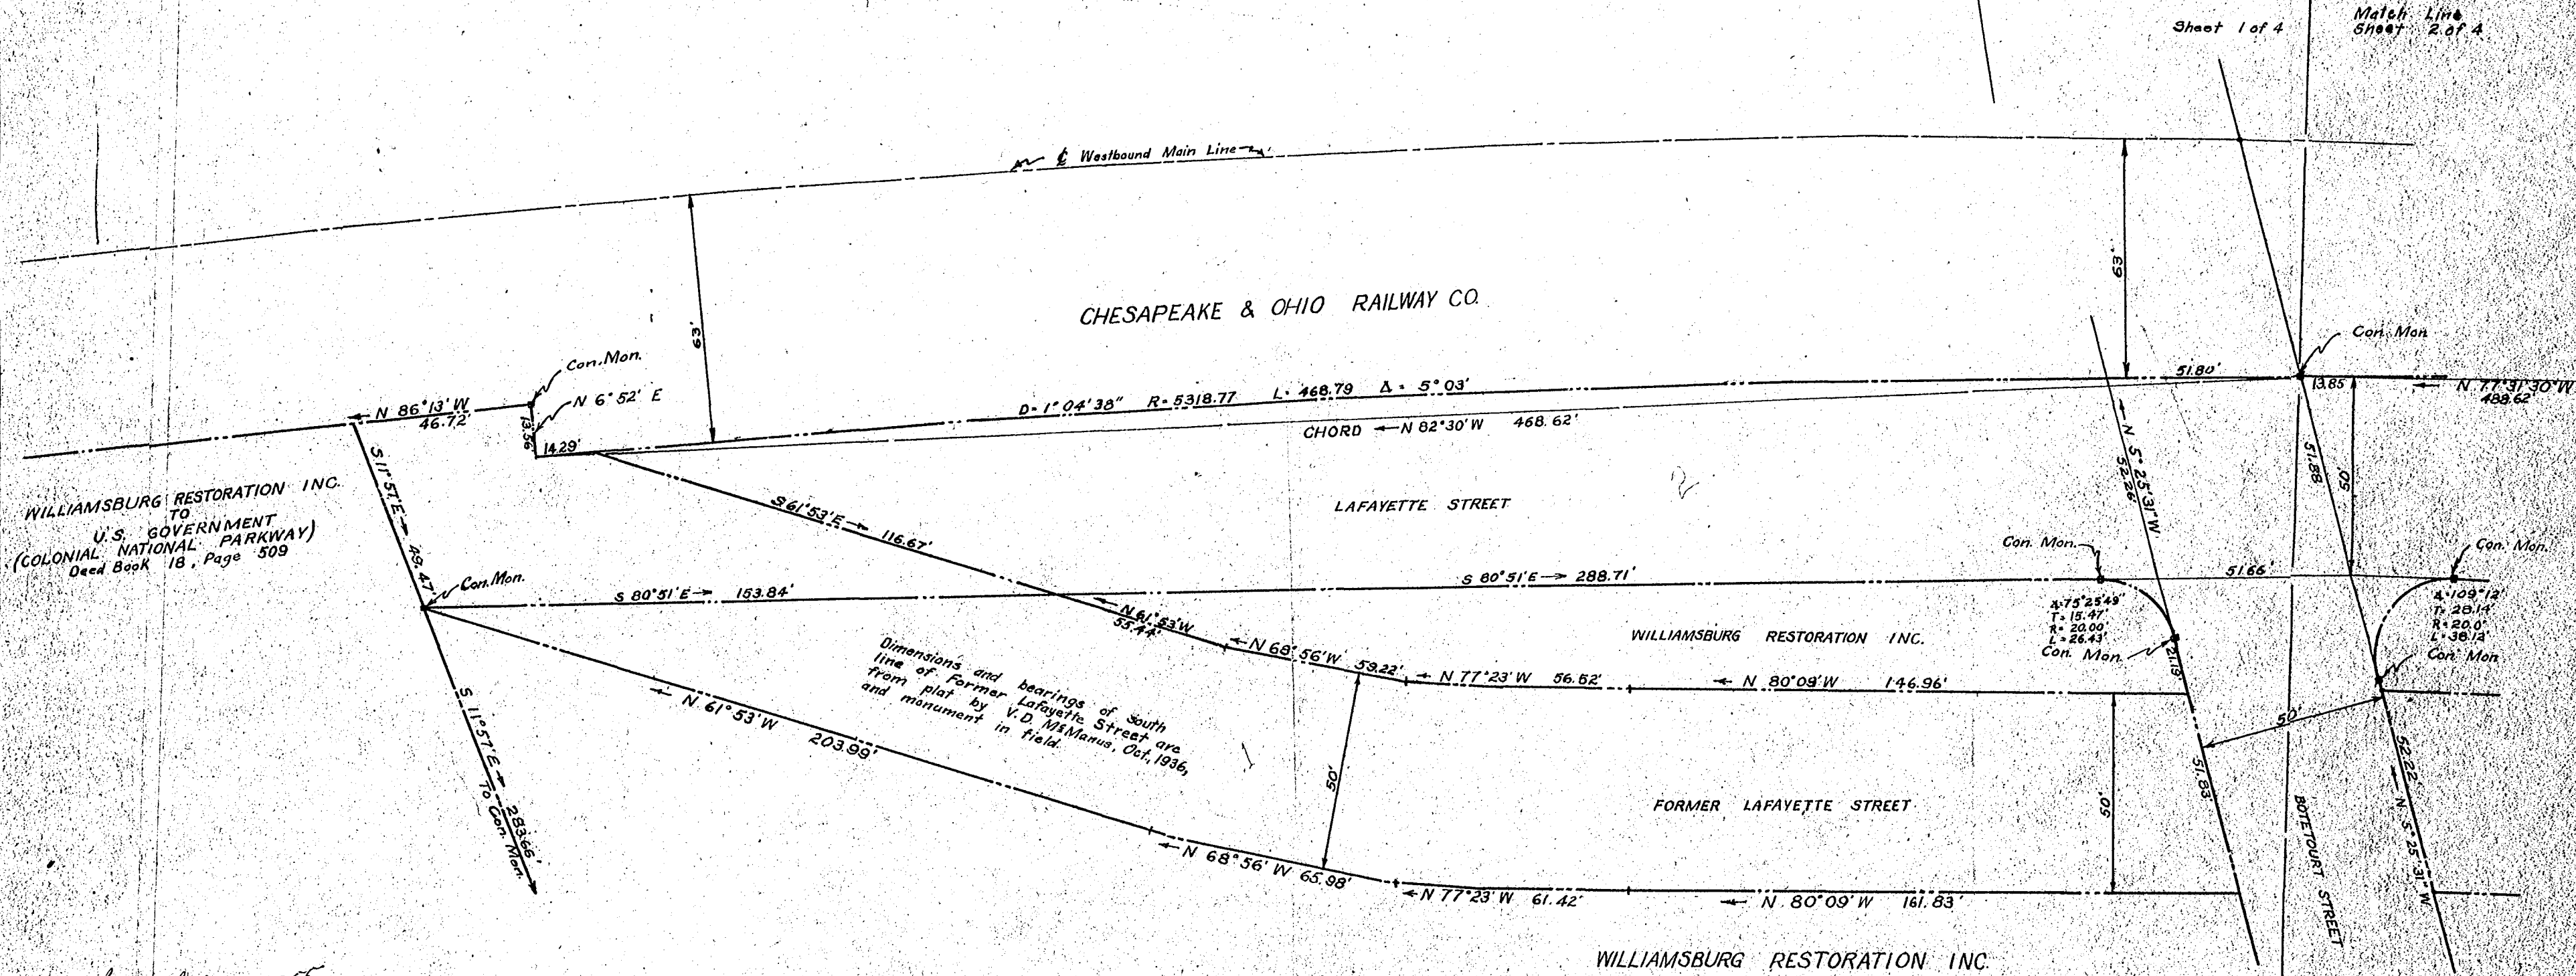 Sheet 1 of 4
Match Line
Sheet 2 of 4
℄ Westbound Main Line
63'
63'
CHESAPEAKE & OHIO RAILWAY CO.
Con. Mon.
Con. Mon.
N 6°52' E
N 86°13' W
46.72'
13.56
14.29'
D= 1°04'38" R= 5318.77 L= 468.79 Δ= 5°03'
CHORD ← N 82°30' W 468.62'
51.80'
13.85
N 77°31'30" W
488.62'
N 5°25'31" W
52.26
51.88
50'
WILLIAMSBURG RESTORATION INC.
TO
U.S. GOVERNMENT
(COLONIAL NATIONAL PARKWAY)
Deed Book 18, Page 509
S 11°57' E → 49.47'
S 61°53' E → 116.67'
LAFAYETTE STREET
Con. Mon.
Con. Mon.
Con. Mon.
S 80°51' E → 153.84'
S 80°51' E → 288.71'
51.66'
Δ=75°25'49"
T= 15.47'
R= 20.00'
L= 26.43'
Con. Mon.
21.19'
Δ=109°12'
T= 28.14'
R= 20.0'
L= 38.12'
Con. Mon
← N 61°53' W
55.44'
← N 68°56' W 59.22'
← N 77°23' W 56.52'
← N 80°09' W 146.96'
WILLIAMSBURG RESTORATION INC.
Dimensions and bearings of South
line of Former Lafayette Street are
from plat by V.D. McManus, Oct., 1936,
and monument in field.
← N 61°53' W 203.99'
S 11°57' E → 283.66'
To Con. Mon.
50'
50'
50'
FORMER LAFAYETTE STREET
51.83'
52.22
← N 5°25'31" W
BOTETOURT STREET
← N 68°56' W 65.98'
← N 77°23' W 61.42'
← N 80°09' W 161.83'
WILLIAMSBURG RESTORATION INC.